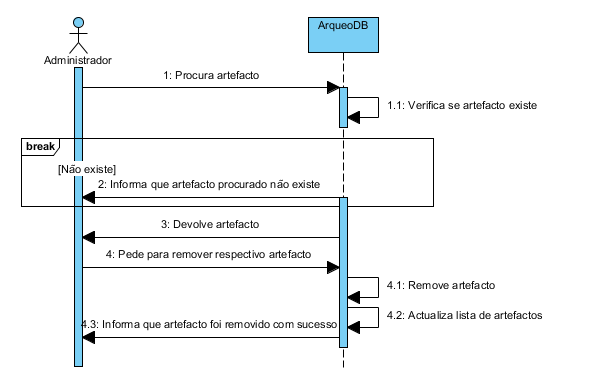 ArqueoDB
Administrador
1: Procura artefacto
1.1: Verifica se artefacto existe
break
[Não existe]
2: Informa que artefacto procurado não existe
3: Devolve artefacto
4: Pede para remover respectivo artefacto
4.1: Remove artefacto
4.2: Actualiza lista de artefactos
4.3: Informa que artefacto foi removido com sucesso